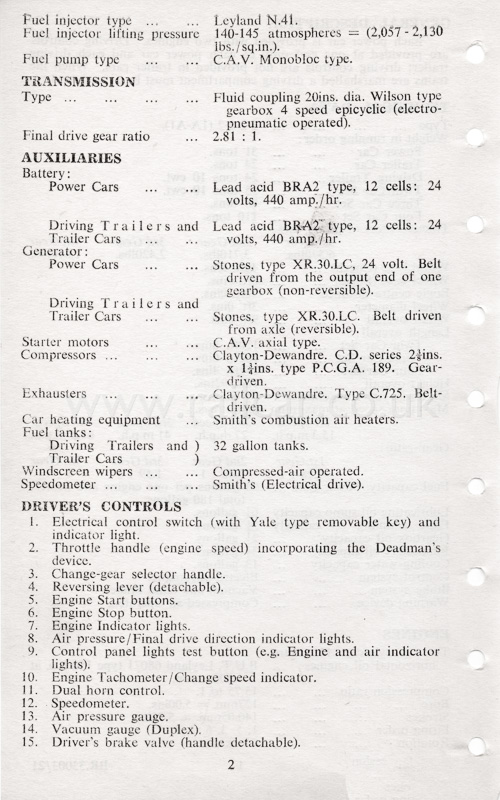 Fuel injector type ... ... Leyland N.41.
Fuel injector lifting pressure 140-145 atmospheres = (2,057 - 2,130
lbs./sq.in.).
Fuel pump type ... ... C.A.V. Monobloc type.
TRANSMISSION
Type ... ... ... ... Fluid coupling 20ins. dia. Wilson type
gearbox 4 speed epicyclic (electro-
pneumatic operated).
Final drive gear ratio ... 2.81 : 1.
AUXILIARIES
Battery:
Power Cars ... ... Lead acid BRA2 type, 12 cells: 24
volts, 440 amp./hr.
Driving Trailers and Lead acid BRA2 type, 12 cells: 24
Trailer Cars ... ... volts, 440 amp./hr.
Generator:
Power Cars ... ... Stones, type XR.30.LC, 24 volt. Belt
driven from the output end of one
gearbox (non-reversible).
Driving Trailers and
Trailer Cars ... ... Stones, type XR.30.LC. Belt driven
from axle (reversible).
Starter motors ... C.A.V. axial type.
Compressors ... ... ... Clayton-Dewandre. C.D. series 2⅛ins.
x 1¾ins. type P.C.G.A. 189. Gear-
driven.
Exhausters ... ... ... Clayton-Dewandre. Type C.725. Belt-
driven.
Car heating equipment ... Smith's combustion air heaters.
Fuel tanks:
Driving Trailers and ) 32 gallon tanks.
Trailer Cars )
Windscreen wipers ... ... Compressed-air operated.
Speedometer ... ... ... Smith's (Electrical drive).
DRIVER'S CONTROLS
1. Electrical control switch (with Yale type removable key) and
indicator light.
2. Throttle handle (engine speed) incorporating the Deadman's
device.
3. Change-gear selector handle.
4. Reversing lever (detachable).
5. Engine Start buttons.
6. Engine Stop button.
7. Engine Indicator lights.
8. Air pressure/Final drive direction indicator lights.
9. Control panel lights test button (e.g. Engine and air indicator
lights).
10. Engine Tachometer/Change speed indicator.
11. Dual horn control.
12. Speedometer.
13. Air pressure gauge.
14. Vacuum gauge (Duplex).
15. Driver's brake valve (handle detachable).
2